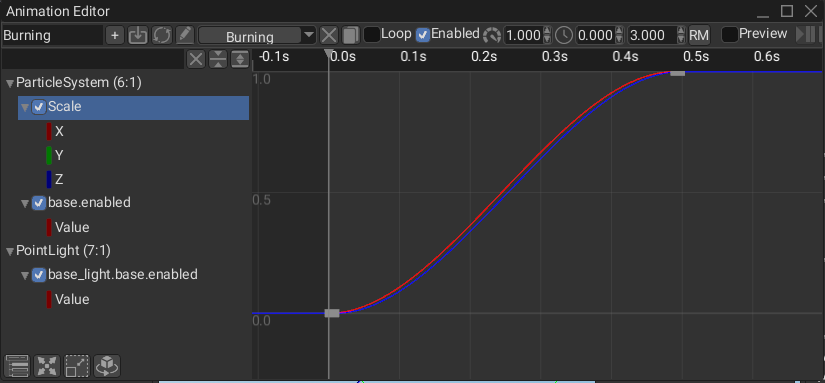 Animation Editor
Burning + Burning Loop Enabled 1.000 0.000 3.000 RM Preview
-0.1s 0.0s 0.1s 0.2s 0.3s 0.4s 0.5s 0.6s
ParticleSystem (6:1)
1.0
Scale
X
Y
Z
base.enabled
0.5
Value
PointLight (7:1)
base_light.base.enabled
Value
0.0